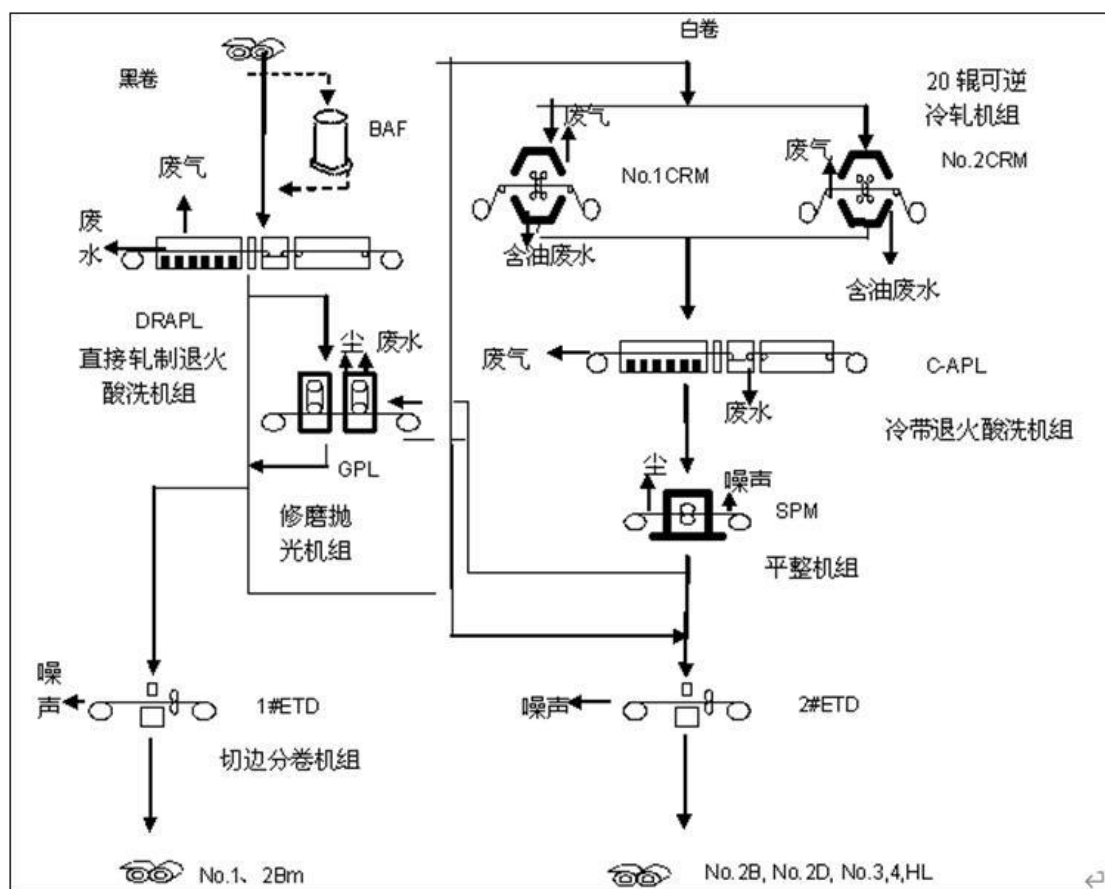 白卷
黑卷
BAF
20 辊可逆
冷轧机组
废气
No.1CRM
废气
No.2CRM
废气
废
水
含油废水
含油废水
DRAPL
直接轧制退火
酸洗机组
尘 废水
废气
C-APL
废水
冷带退火酸洗机组
GPL
修磨抛
光机组
尘
噪声
SPM
平整机组
噪
声
1#ETD
切边分卷机组
噪声
2#ETD
No.1、2Bm
No.2B, No.2D, No.3,4,HL